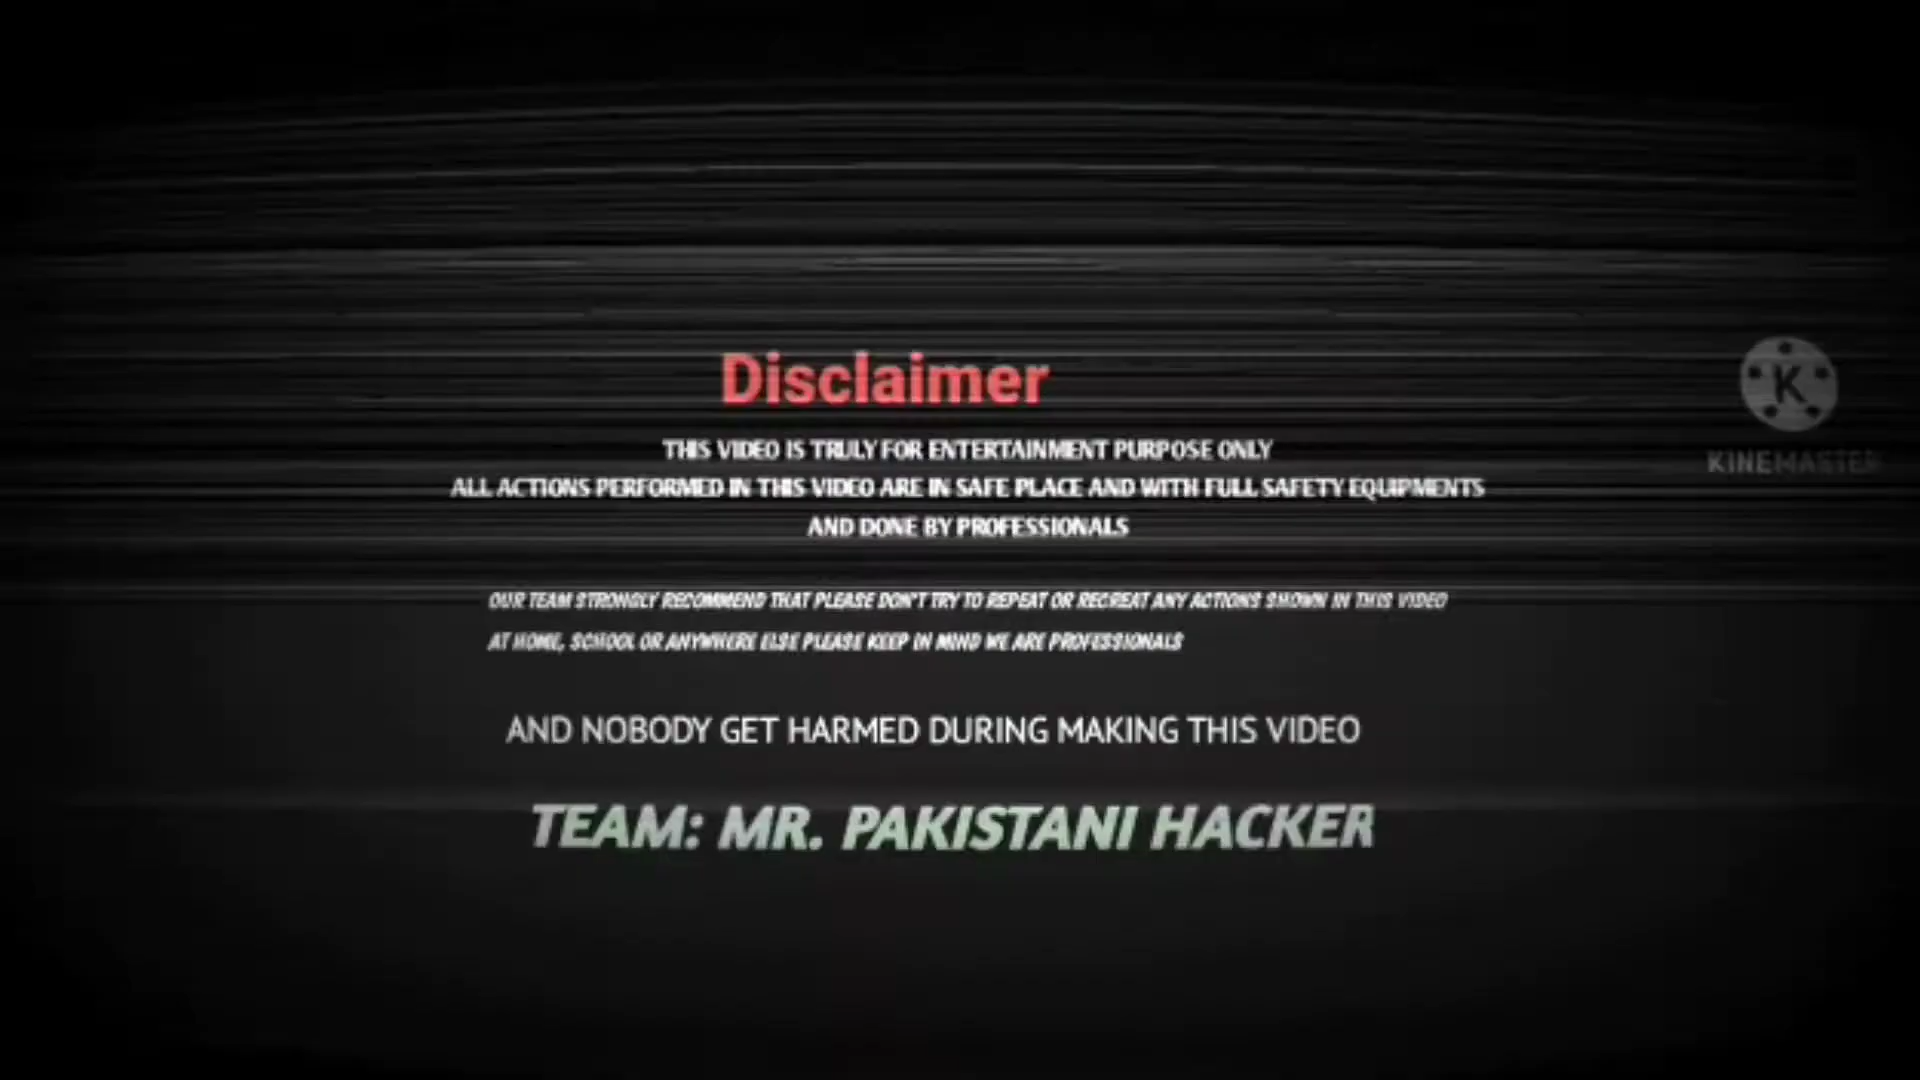 Disclaimer
THIS VIDEO IS TRULY FOR ENTERTAINMENT PURPOSE ONLY
ALL ACTIONS PERFORMED IN THIS VIDEO ARE IN SAFE PLACE AND WITH FULL SAFETY EQUIPMENTS
AND DONE BY PROFESSIONALS
OUR TEAM STRONGLY RECOMMEND THAT PLEASE DON'T TRY TO REPEAT OR RECREAT ANY ACTIONS SHOWN IN THIS VIDEO
AT HOME, SCHOOL OR ANYWHERE ELSE PLEASE KEEP IN MIND WE ARE PROFESSIONALS
AND NOBODY GET HARMED DURING MAKING THIS VIDEO
TEAM: MR. PAKISTANI HACKER
K
KINEMASTER